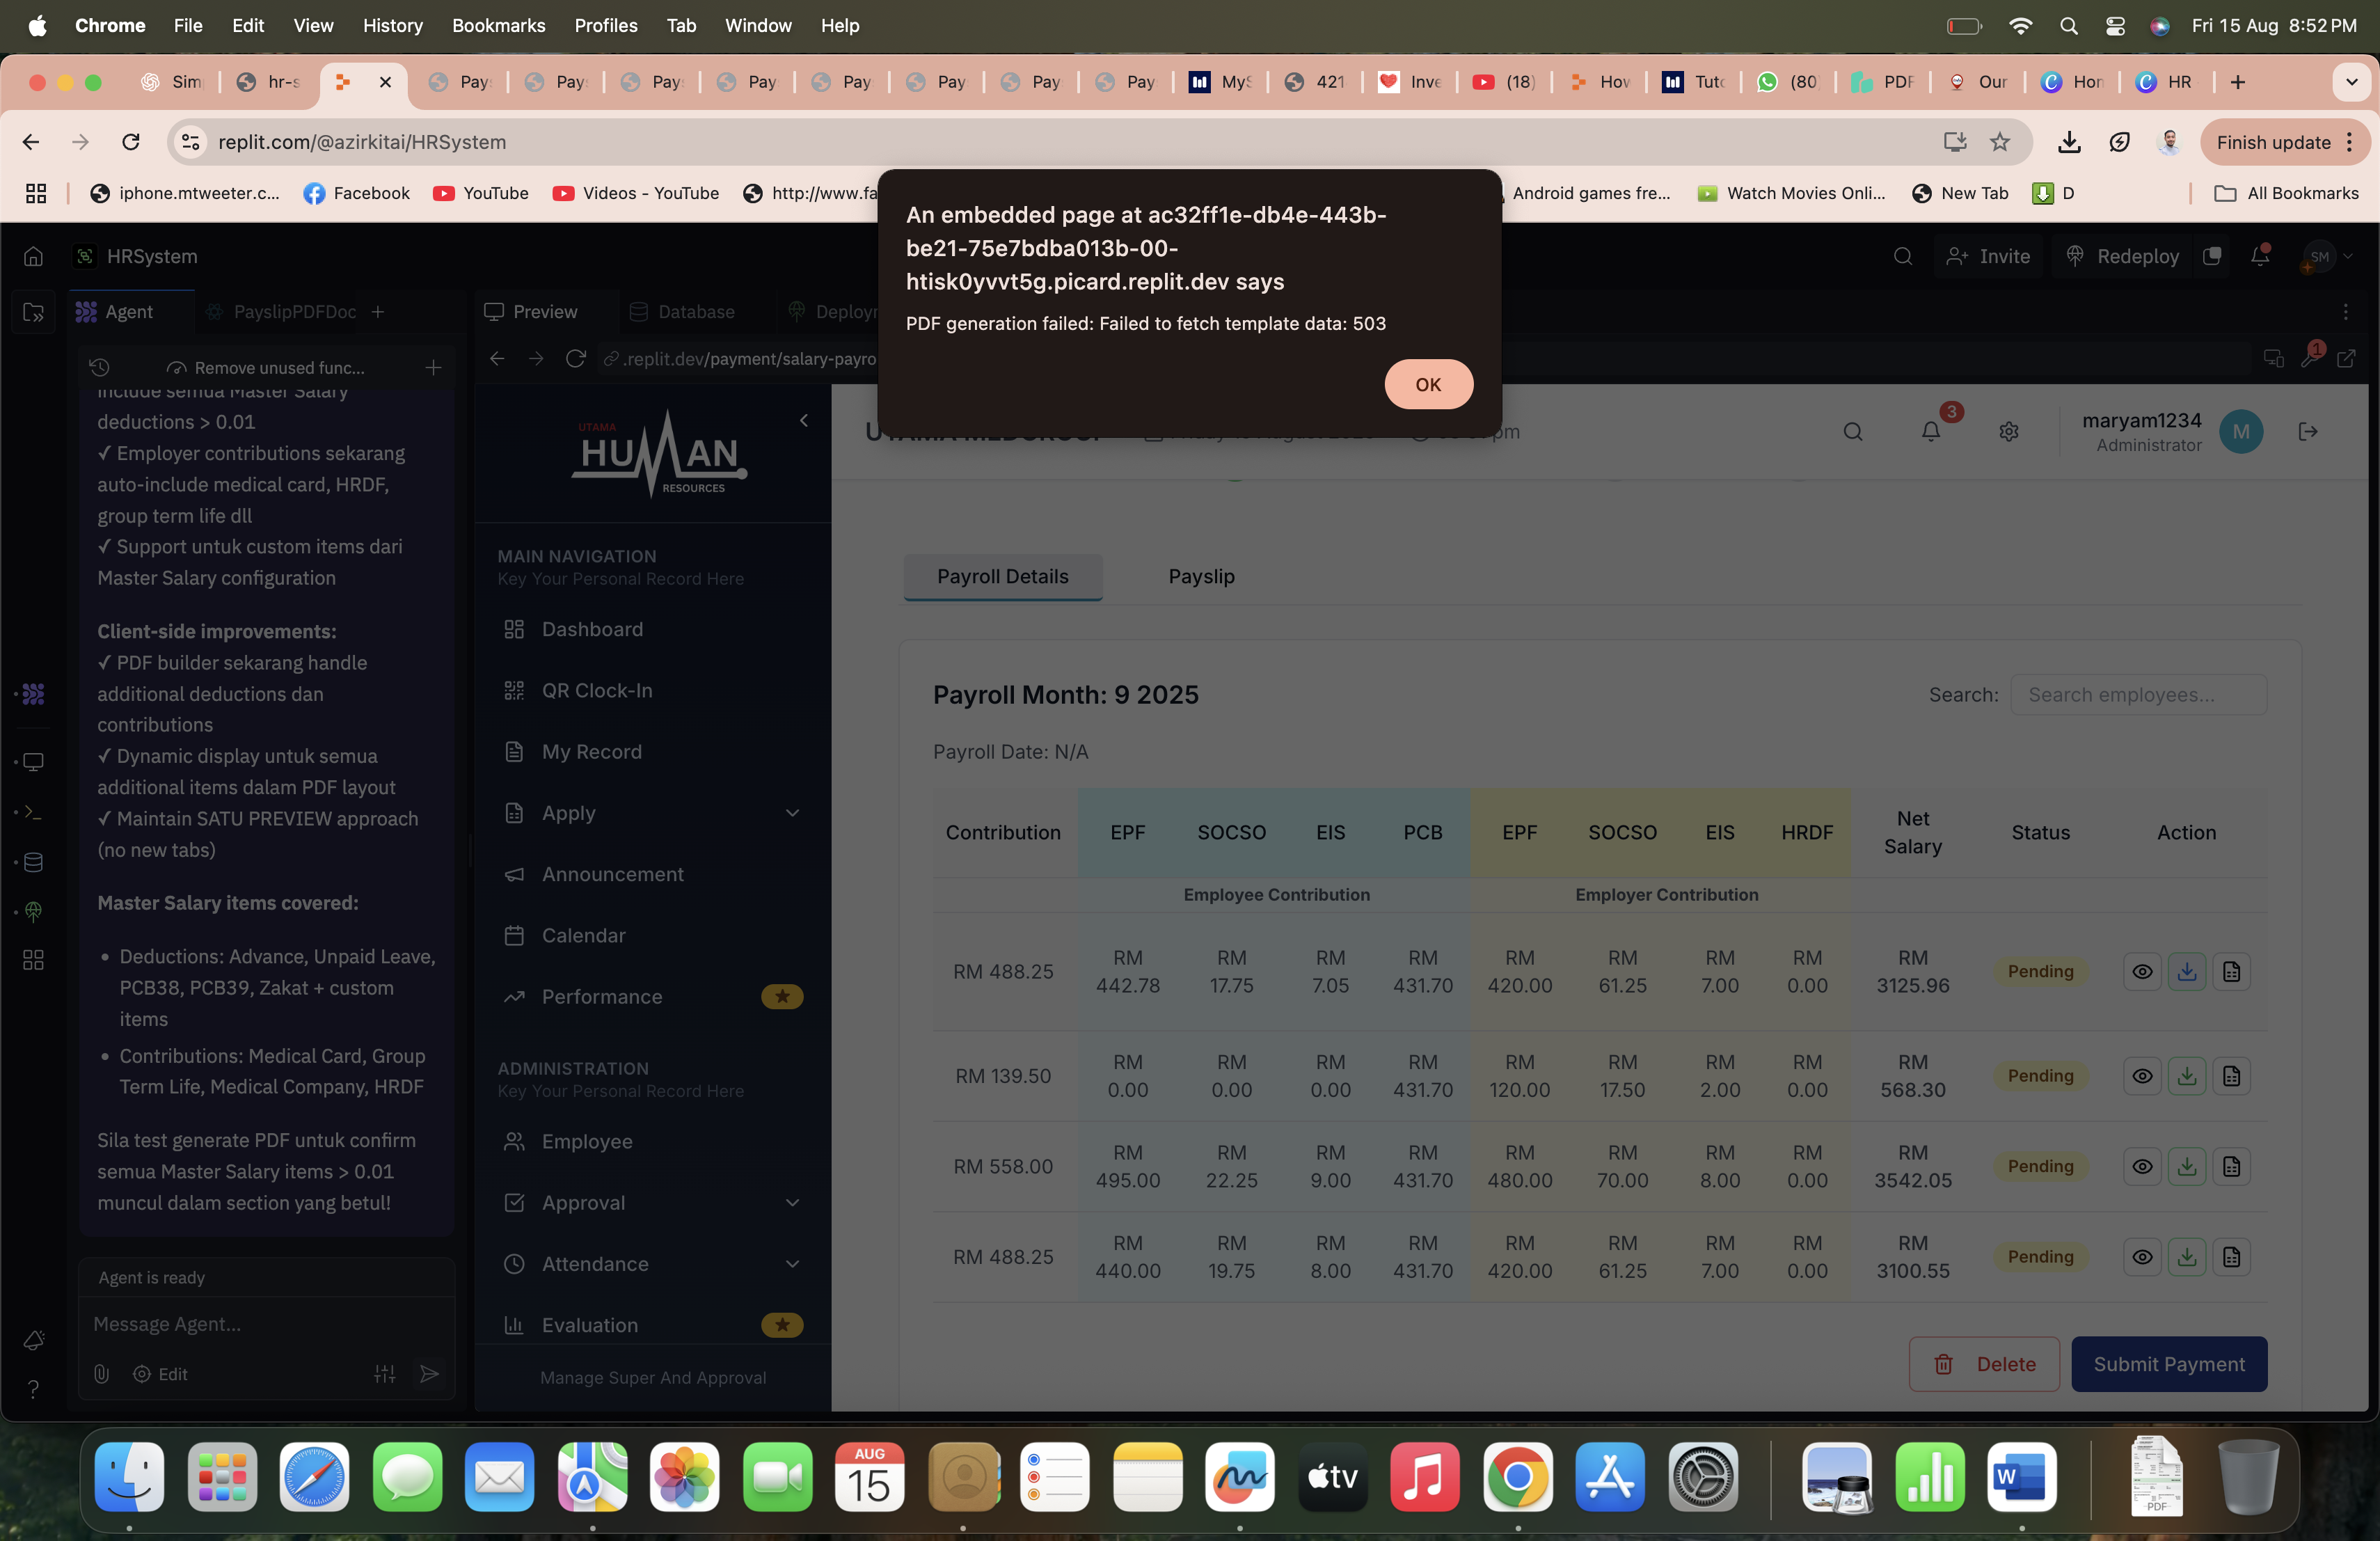 Chrome File Edit View History Bookmarks Profiles Tab Window Help
Fri 15 Aug 8:52 PM
Sim hr-s Pays Pays Pays Pay Pay Pay Pay Pay MyS 421 Inve (18) How Tuto (80 PDF Our Hon HR
replit.com/@azirkitai/HRSystem
Finish update
iphone.mtweeter.c... Facebook YouTube Videos - YouTube http://www.fa Android games fre... Watch Movies Onli... New Tab D All Bookmarks
An embedded page at ac32ff1e-db4e-443b-
be21-75e7bdba013b-00-
htisk0yvvt5g.picard.replit.dev says
PDF generation failed: Failed to fetch template data: 503
OK
HRSystem
Invite
Redeploy
SM
Agent PayslipPDFDoc
Preview Database Deployn
Remove unused func...
.replit.dev/payment/salary-payro
1
include semua Master Salary
deductions > 0.01
✓ Employer contributions sekarang
auto-include medical card, HRDF,
group term life dll
✓ Support untuk custom items dari
Master Salary configuration
Client-side improvements:
✓ PDF builder sekarang handle
additional deductions dan
contributions
✓ Dynamic display untuk semua
additional items dalam PDF layout
✓ Maintain SATU PREVIEW approach
(no new tabs)
Master Salary items covered:
• Deductions: Advance, Unpaid Leave,
PCB38, PCB39, Zakat + custom
items
• Contributions: Medical Card, Group
Term Life, Medical Company, HRDF
Sila test generate PDF untuk confirm
semua Master Salary items > 0.01
muncul dalam section yang betul!
Agent is ready
Message Agent...
Edit
UTAMA
HUMAN
RESOURCES
MAIN NAVIGATION
Key Your Personal Record Here
Dashboard
QR Clock-In
My Record
Apply
Announcement
Calendar
Performance
ADMINISTRATION
Key Your Personal Record Here
Employee
Approval
Attendance
Evaluation
Manage Super And Approval
pm
3
maryam1234
Administrator
M
Payroll Details Payslip
Payroll Month: 9 2025
Search: Search employees...
Payroll Date: N/A
Contribution EPF SOCSO EIS PCB EPF SOCSO EIS HRDF Net Salary Status Action
Employee Contribution Employer Contribution
RM 488.25 RM 442.78 RM 17.75 RM 7.05 RM 431.70 RM 420.00 RM 61.25 RM 7.00 RM 0.00 RM 3125.96 Pending
RM 139.50 RM 0.00 RM 0.00 RM 0.00 RM 431.70 RM 120.00 RM 17.50 RM 2.00 RM 0.00 RM 568.30 Pending
RM 558.00 RM 495.00 RM 22.25 RM 9.00 RM 431.70 RM 480.00 RM 70.00 RM 8.00 RM 0.00 RM 3542.05 Pending
RM 488.25 RM 440.00 RM 19.75 RM 8.00 RM 431.70 RM 420.00 RM 61.25 RM 7.00 RM 0.00 RM 3100.55 Pending
Delete
Submit Payment
AUG
15
tv
W
PDF